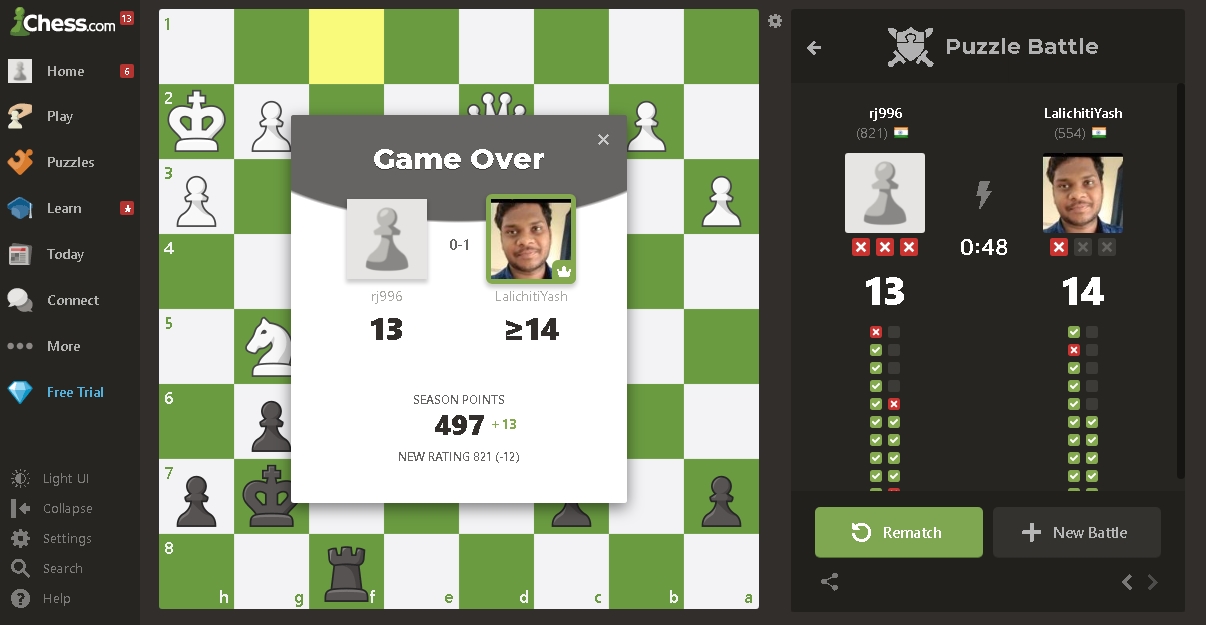 Chess.com 13
Home 6
Play
Puzzles
Learn
Today
Connect
More
Free Trial
Light UI
Collapse
Settings
Search
Help
1
2
3
4
5
6
7
8
h g f e d c b a
Game Over
0-1
rj996 LalichitiYash
13 ≥14
SEASON POINTS
497 +13
NEW RATING 821 (-12)
Puzzle Battle
rj996 LalichitiYash
(821) (554)
0:48
13 14
Rematch New Battle